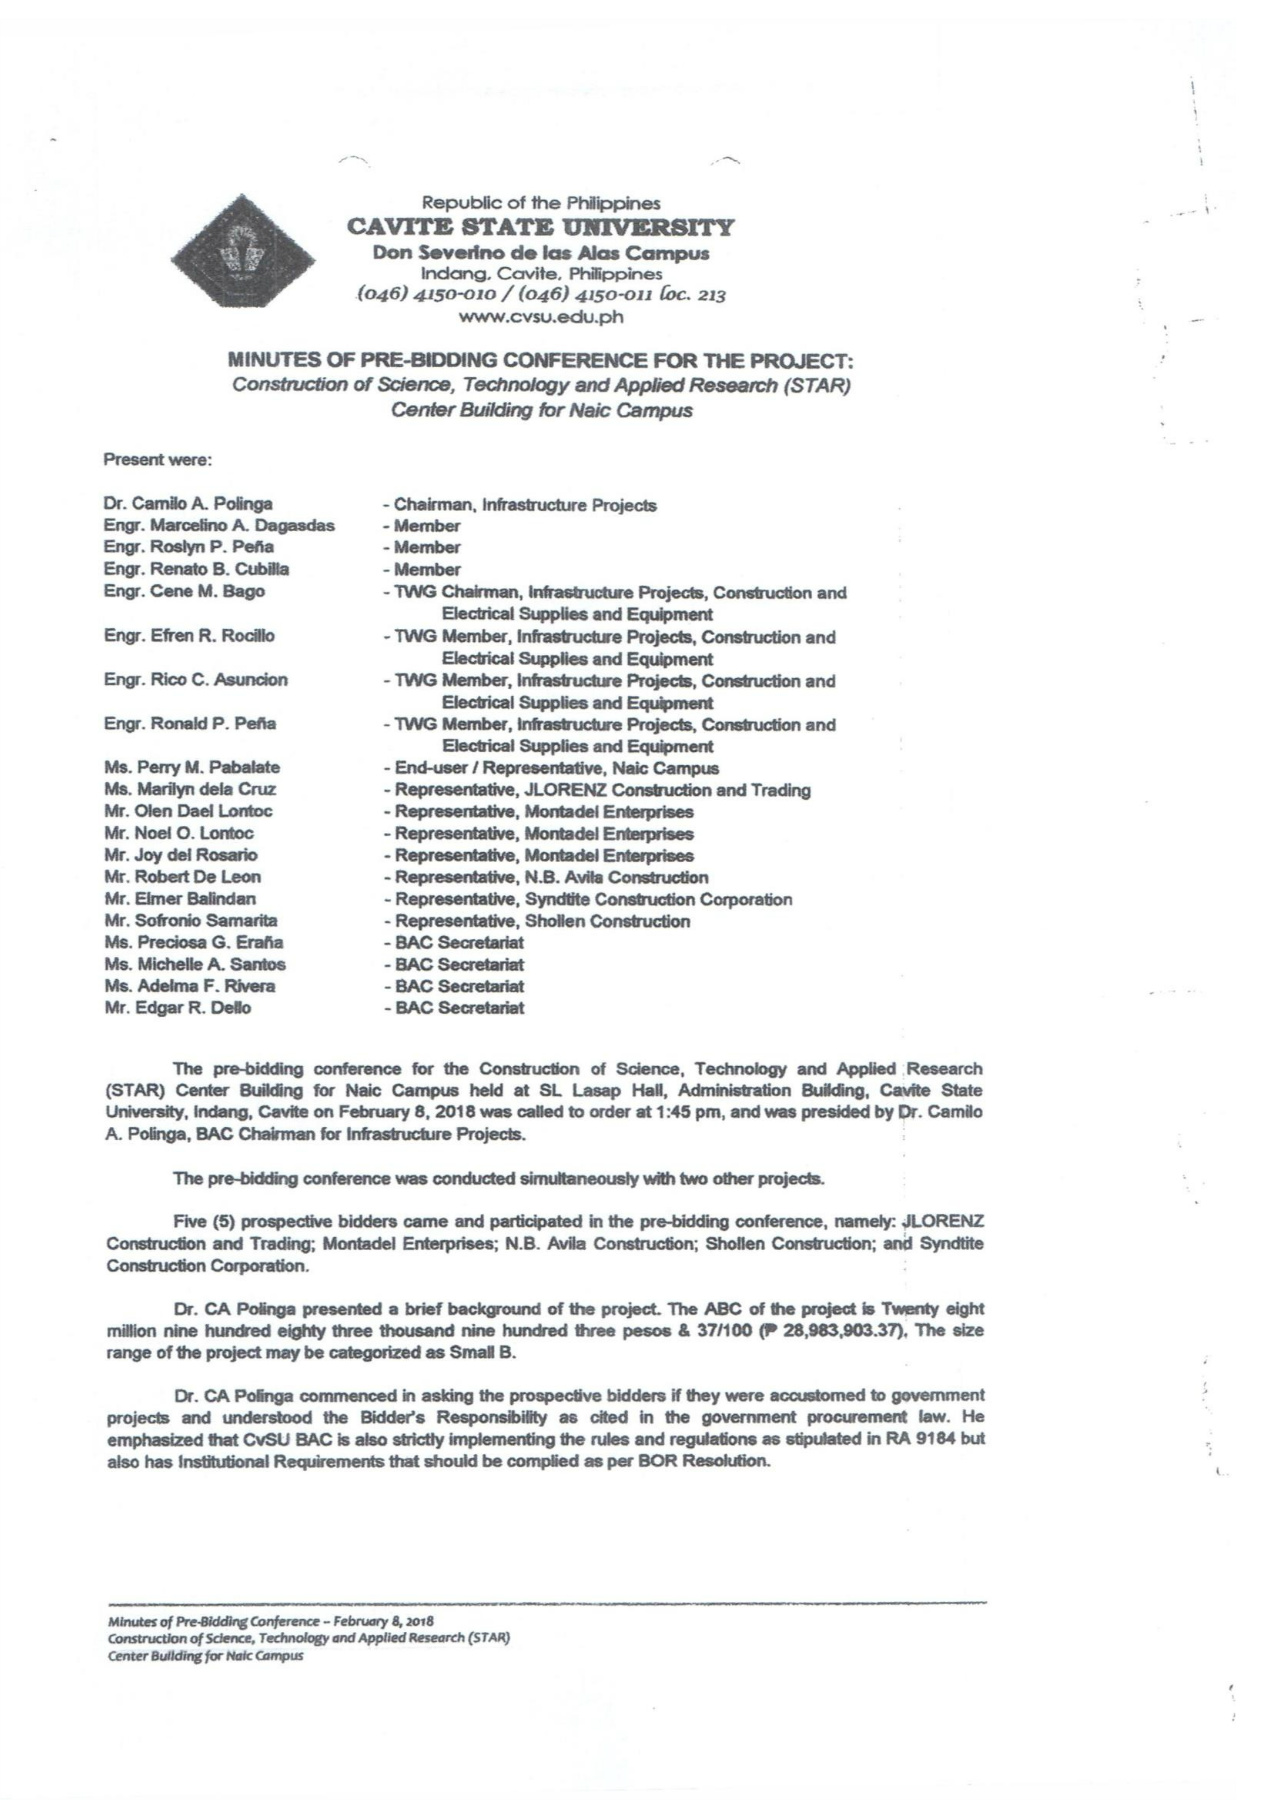 Republic of the Philippines
CAVITE STATE UNIVERSITY
Don Severino de las Alas Campus
Indang, Cavite, Philippines
(046) 4150-010 / (046) 4150-011 loc. 213
www.cvsu.edu.ph
MINUTES OF PRE-BIDDING CONFERENCE FOR THE PROJECT:
Construction of Science, Technology and Applied Research (STAR)
Center Building for Naic Campus
Present were:
Dr. Camilo A. Polinga - Chairman, Infrastructure Projects
Engr. Marcelino A. Dagasdas - Member
Engr. Roslyn P. Peña - Member
Engr. Renato B. Cubilla - Member
Engr. Cene M. Bago - TWG Chairman, Infrastructure Projects, Construction and
Electrical Supplies and Equipment
Engr. Efren R. Rocillo - TWG Member, Infrastructure Projects, Construction and
Electrical Supplies and Equipment
Engr. Rico C. Asuncion - TWG Member, Infrastructure Projects, Construction and
Electrical Supplies and Equipment
Engr. Ronald P. Peña - TWG Member, Infrastructure Projects, Construction and
Electrical Supplies and Equipment
Ms. Perry M. Pabalate - End-user / Representative, Naic Campus
Ms. Marilyn dela Cruz - Representative, JLORENZ Construction and Trading
Mr. Olen Dael Lontoc - Representative, Montadel Enterprises
Mr. Noel O. Lontoc - Representative, Montadel Enterprises
Mr. Joy del Rosario - Representative, Montadel Enterprises
Mr. Robert De Leon - Representative, N.B. Avila Construction
Mr. Elmer Balindan - Representative, Syndtite Construction Corporation
Mr. Sofronio Samarita - Representative, Shollen Construction
Ms. Preciosa G. Eraña - BAC Secretariat
Ms. Michelle A. Santos - BAC Secretariat
Ms. Adelma F. Rivera - BAC Secretariat
Mr. Edgar R. Dello - BAC Secretariat
The pre-bidding conference for the Construction of Science, Technology and Applied Research
(STAR) Center Building for Naic Campus held at SL Lasap Hall, Administration Building, Cavite State
University, Indang, Cavite on February 8, 2018 was called to order at 1:45 pm, and was presided by Dr. Camilo
A. Polinga, BAC Chairman for Infrastructure Projects.
The pre-bidding conference was conducted simultaneously with two other projects.
Five (5) prospective bidders came and participated in the pre-bidding conference, namely: JLORENZ
Construction and Trading; Montadel Enterprises; N.B. Avila Construction; Shollen Construction; and Syndtite
Construction Corporation.
Dr. CA Polinga presented a brief background of the project. The ABC of the project is Twenty eight
million nine hundred eighty three thousand nine hundred three pesos & 37/100 (₱ 28,983,903.37). The size
range of the project may be categorized as Small B.
Dr. CA Polinga commenced in asking the prospective bidders if they were accustomed to government
projects and understood the Bidder's Responsibility as cited in the government procurement law. He
emphasized that CvSU BAC is also strictly implementing the rules and regulations as stipulated in RA 9184 but
also has Institutional Requirements that should be complied as per BOR Resolution.
Minutes of Pre-Bidding Conference – February 8, 2018
Construction of Science, Technology and Applied Research (STAR)
Center Building for Naic Campus